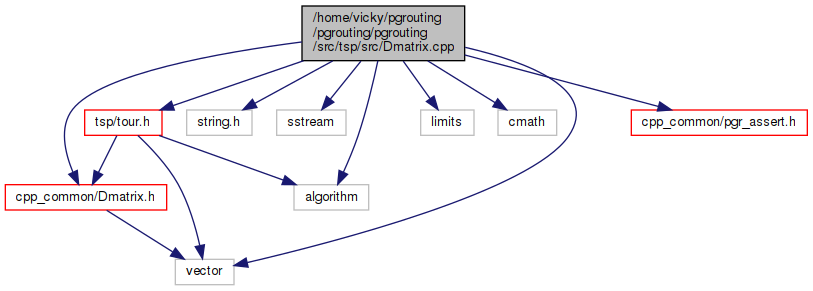 /home/vicky/pgrouting
/pgrouting/pgrouting
/src/tsp/src/Dmatrix.cpp
tsp/tour.h
string.h
sstream
limits
cmath
cpp_common/pgr_assert.h
cpp_common/Dmatrix.h
algorithm
vector